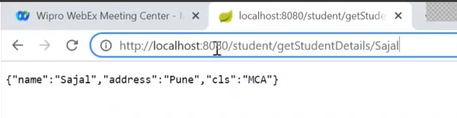 Wipro WebEx Meeting Center - M
localhost:8080/student/getStude
http://localhost:8080/student/getStudentDetails/Sajal
{"name":"Sajal","address":"Pune","cls":"MCA"}